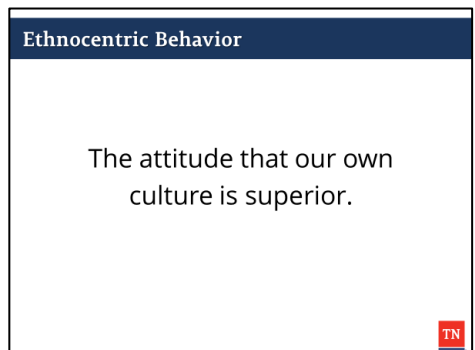 Ethnocentric Behavior
The attitude that our own
culture is superior.
TN